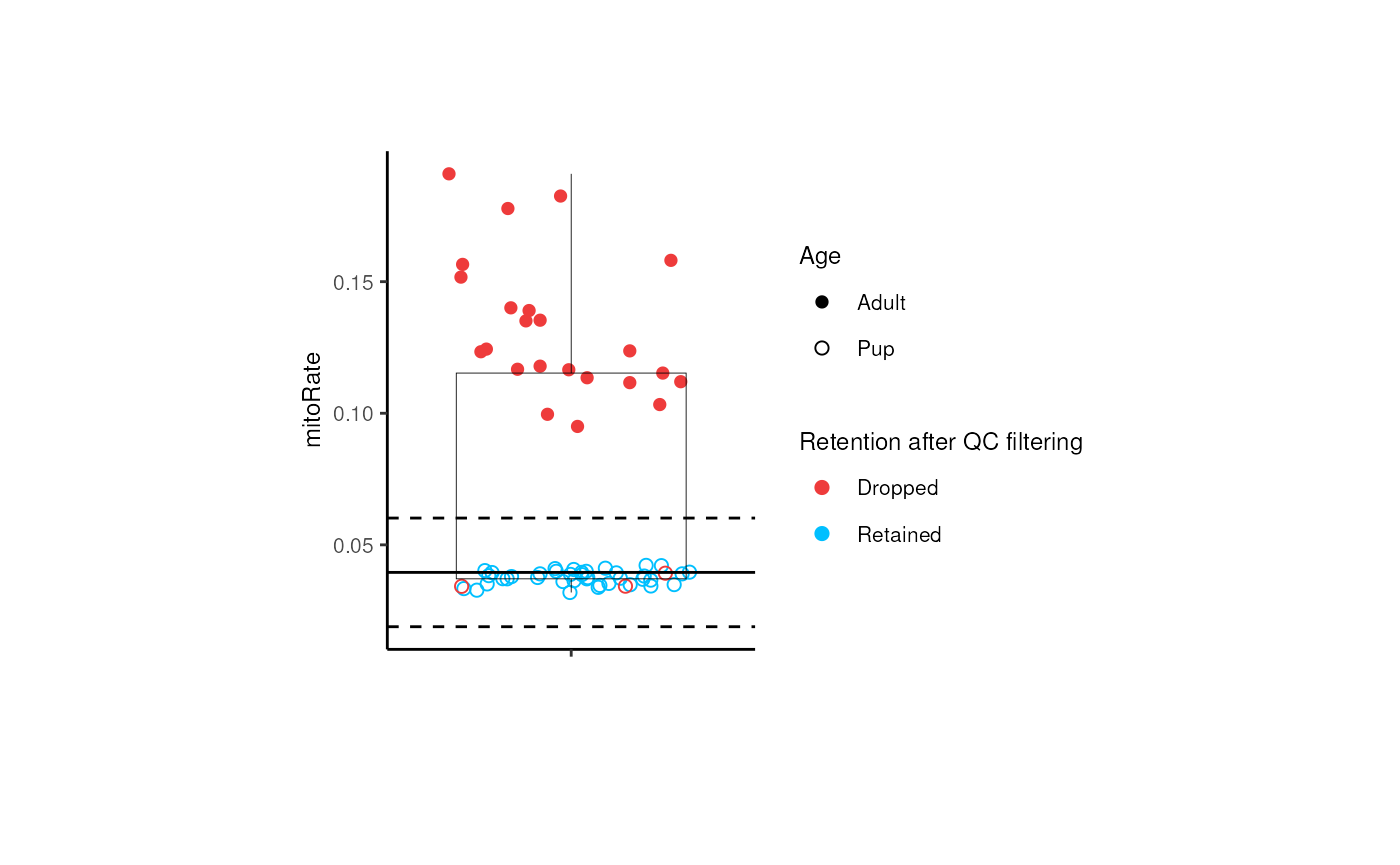 mitoRate
0.15
0.10
0.05
Age
Adult
Pup
Retention after QC filtering
Dropped
Retained